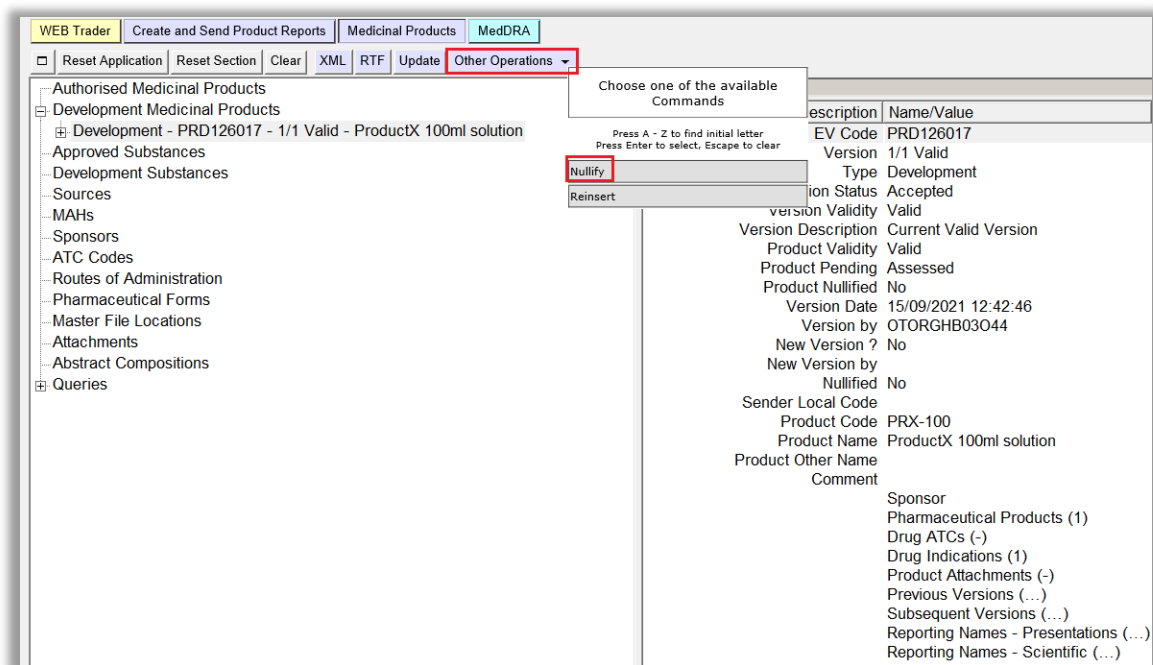 WEB Trader Create and Send Product Reports Medicinal Products MedDRA
Reset Application Reset Section Clear XML RTF Update Other Operations
Authorised Medicinal Products
Development Medicinal Products
Development - PRD126017 - 1/1 Valid - ProductX 100ml solution
Approved Substances
Development Substances
Sources
MAHs
Sponsors
ATC Codes
Routes of Administration
Pharmaceutical Forms
Master File Locations
Attachments
Abstract Compositions
Queries
Choose one of the available
Commands
Press A - Z to find initial letter
Press Enter to select, Escape to clear
Nullify
Reinsert
escription Name/Value
EV Code PRD126017
Version 1/1 Valid
Type Development
ion Status Accepted
Version Validity Valid
Version Description Current Valid Version
Product Validity Valid
Product Pending Assessed
Product Nullified No
Version Date 15/09/2021 12:42:46
Version by OTORGHB03O44
New Version ? No
New Version by
Nullified No
Sender Local Code
Product Code PRX-100
Product Name ProductX 100ml solution
Product Other Name
Comment
Sponsor
Pharmaceutical Products (1)
Drug ATCs (-)
Drug Indications (1)
Product Attachments (-)
Previous Versions (...)
Subsequent Versions (...)
Reporting Names - Presentations (...)
Reporting Names - Scientific (...)